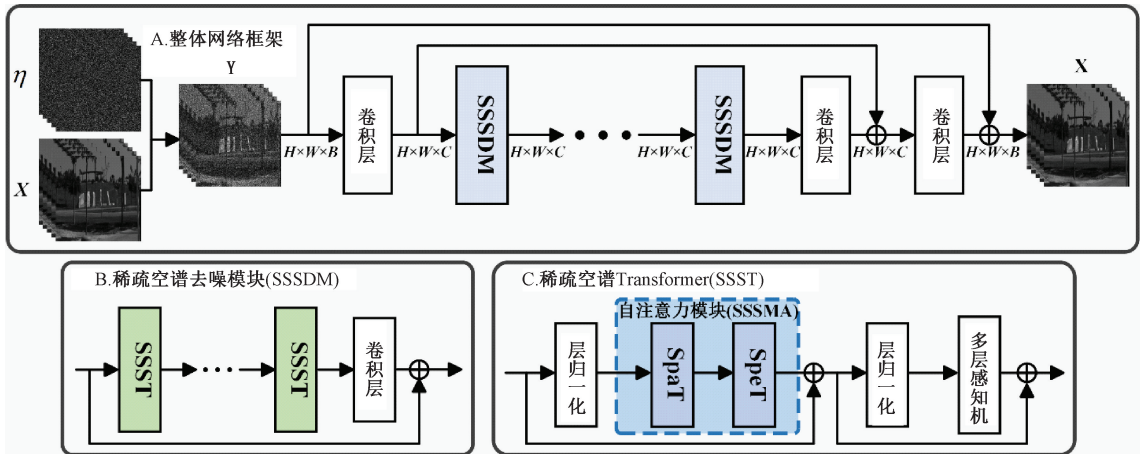 A.整体网络框架
η
Y
X
X
卷积层
SSSDM
SSSDM
卷积层
卷积层
H×W×B
H×W×C
H×W×C
H×W×C
H×W×C
H×W×C
H×W×B
B.稀疏空谱去噪模块(SSSDM)
SSST
SSST
卷积层
C.稀疏空谱Transformer(SSST)
自注意力模块(SSSMA)
层归一化
SpaT
SpeT
层归一化
多层感知机